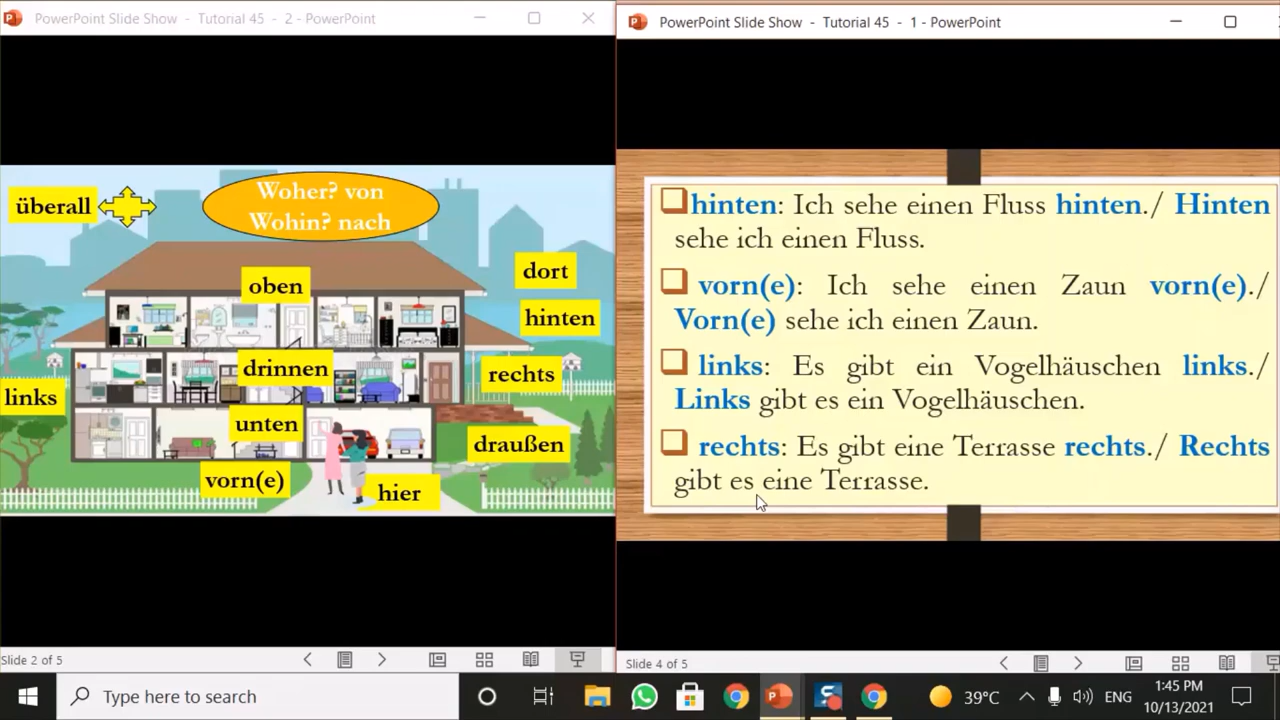 PowerPoint Slide Show - Tutorial 45 - 2 - PowerPoint
überall
Woher? von
Wohin? nach
oben
dort
hinten
drinnen
rechts
links
unten
draußen
vorn(e)
hier
Slide 2 of 5
PowerPoint Slide Show - Tutorial 45 - 1 - PowerPoint
hinten: Ich sehe einen Fluss hinten./ Hinten
sehe ich einen Fluss.
vorn(e): Ich sehe einen Zaun vorn(e)./
Vorn(e) sehe ich einen Zaun.
links: Es gibt ein Vogelhäuschen links./
Links gibt es ein Vogelhäuschen.
rechts: Es gibt eine Terrasse rechts./ Rechts
gibt es eine Terrasse.
Slide 4 of 5
Type here to search
39°C
ENG
1:45 PM
10/13/2021